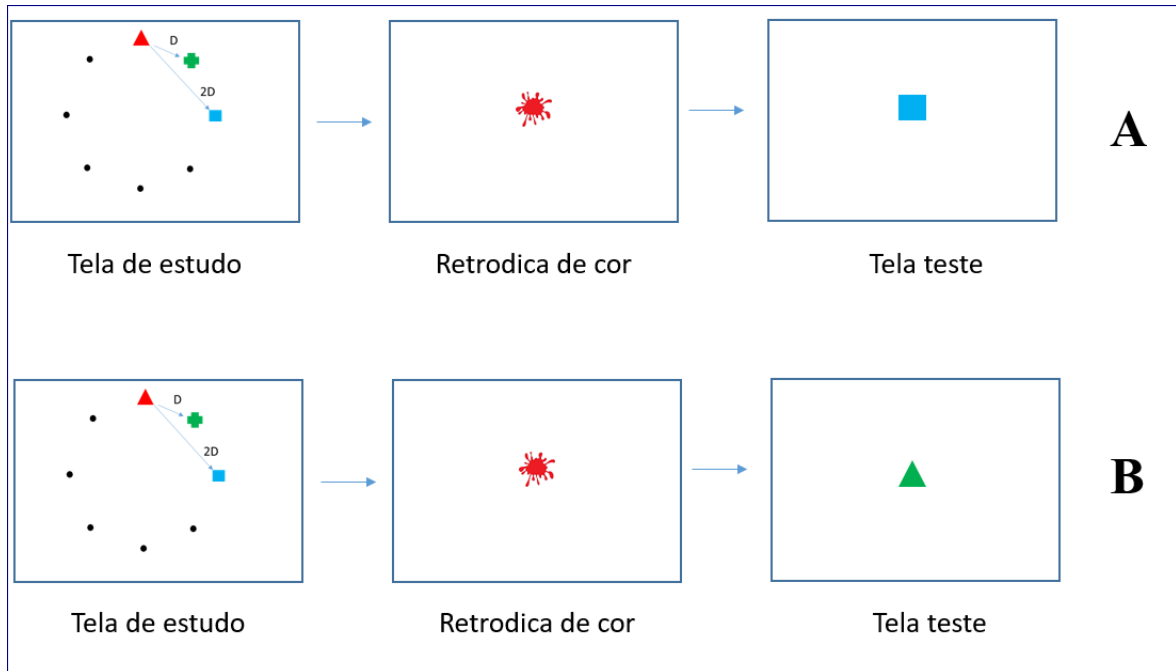 D
2D
A
Tela de estudo
Retrodica de cor
Tela teste
D
2D
B
Tela de estudo
Retrodica de cor
Tela teste